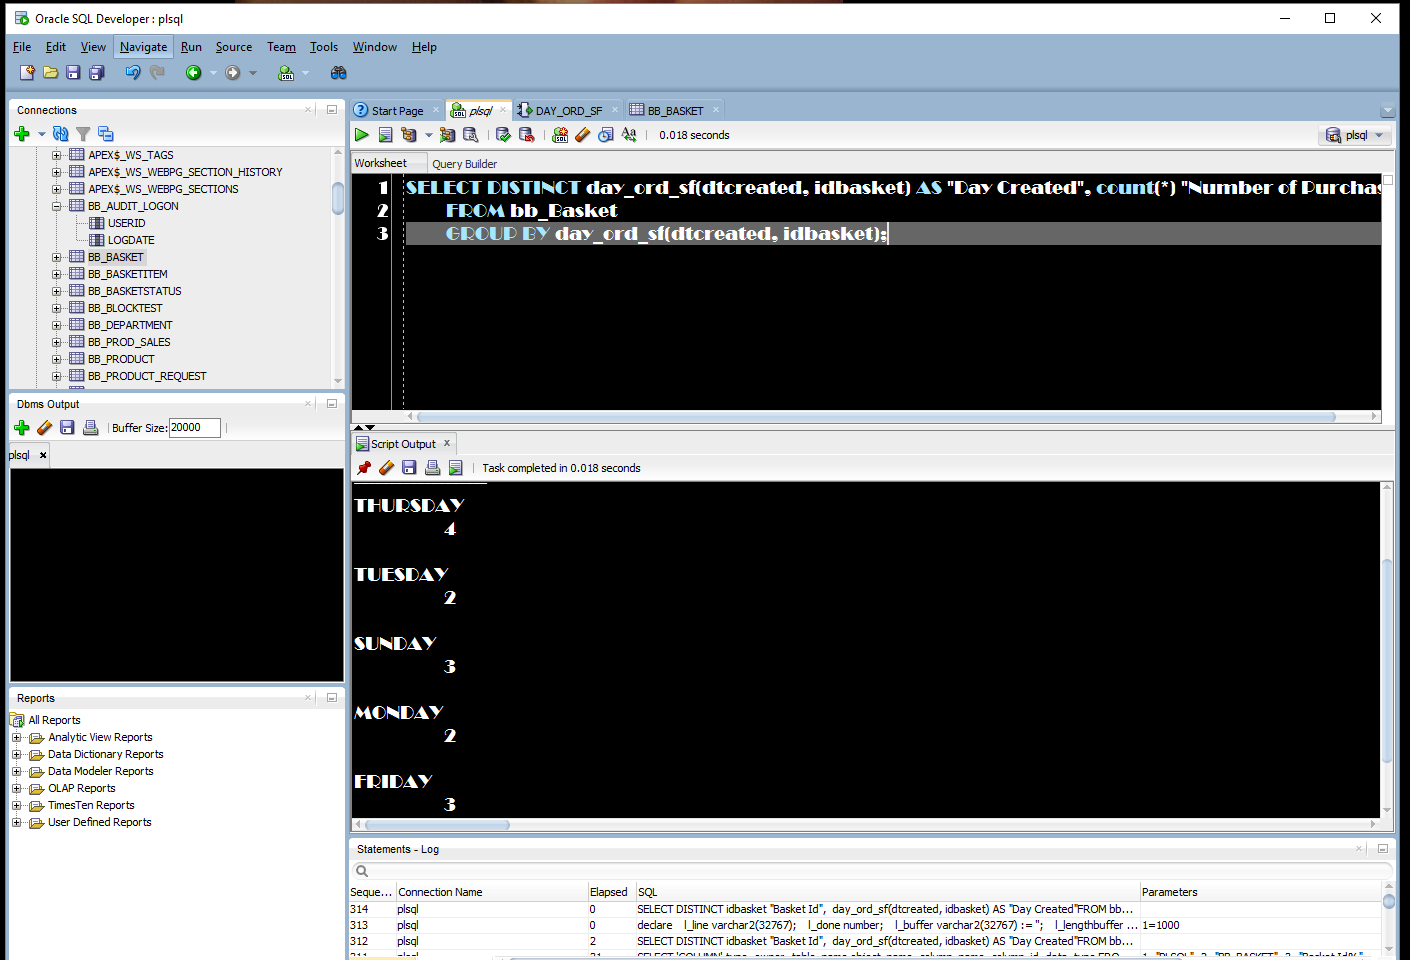 Oracle SQL Developer : plsql
File Edit View Navigate Run Source Team Tools Window Help
Connections
APEX$_WS_TAGS
APEX$_WS_WEBPG_SECTION_HISTORY
APEX$_WS_WEBPG_SECTIONS
BB_AUDIT_LOGON
USERID
LOGDATE
BB_BASKET
BB_BASKETITEM
BB_BASKETSTATUS
BB_BLOCKTEST
BB_DEPARTMENT
BB_PROD_SALES
BB_PRODUCT
BB_PRODUCT_REQUEST
Dbms Output
Buffer Size: 20000
plsql
Reports
All Reports
Analytic View Reports
Data Dictionary Reports
Data Modeler Reports
OLAP Reports
TimesTen Reports
User Defined Reports
Start Page plsql DAY_ORD_SF BB_BASKET
0.018 seconds plsql
Worksheet Query Builder
1 SELECT DISTINCT day_ord_sf(dtcreated, idbasket) AS "Day Created", count(*) "Number of Purchas
2 FROM bb_Basket
3 GROUP BY day_ord_sf(dtcreated, idbasket);
Script Output
Task completed in 0.018 seconds
THURSDAY
4
TUESDAY
2
SUNDAY
3
MONDAY
2
FRIDAY
3
Statements - Log
Seque... Connection Name Elapsed SQL Parameters
314 plsql 0 SELECT DISTINCT idbasket "Basket Id", day_ord_sf(dtcreated, idbasket) AS "Day Created"FROM bb...
313 plsql 0 declare l_line varchar2(32767); l_done number; l_buffer varchar2(32767) := ''; l_lengthbuffer ... 1=1000
312 plsql 2 SELECT DISTINCT idbasket "Basket Id", day_ord_sf(dtcreated, idbasket) AS "Day Created"FROM bb...